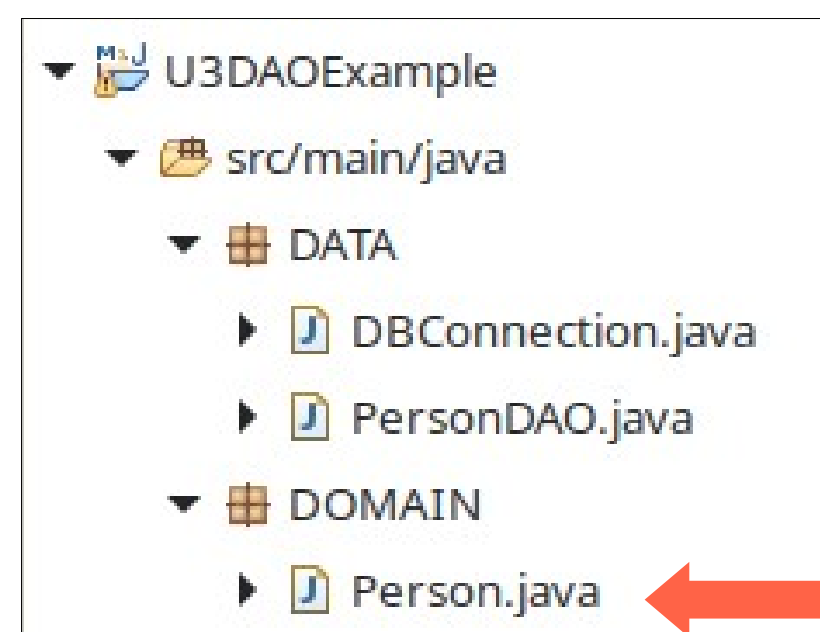 U3DAOExample
src/main/java
DATA
DBConnection.java
PersonDAO.java
DOMAIN
Person.java